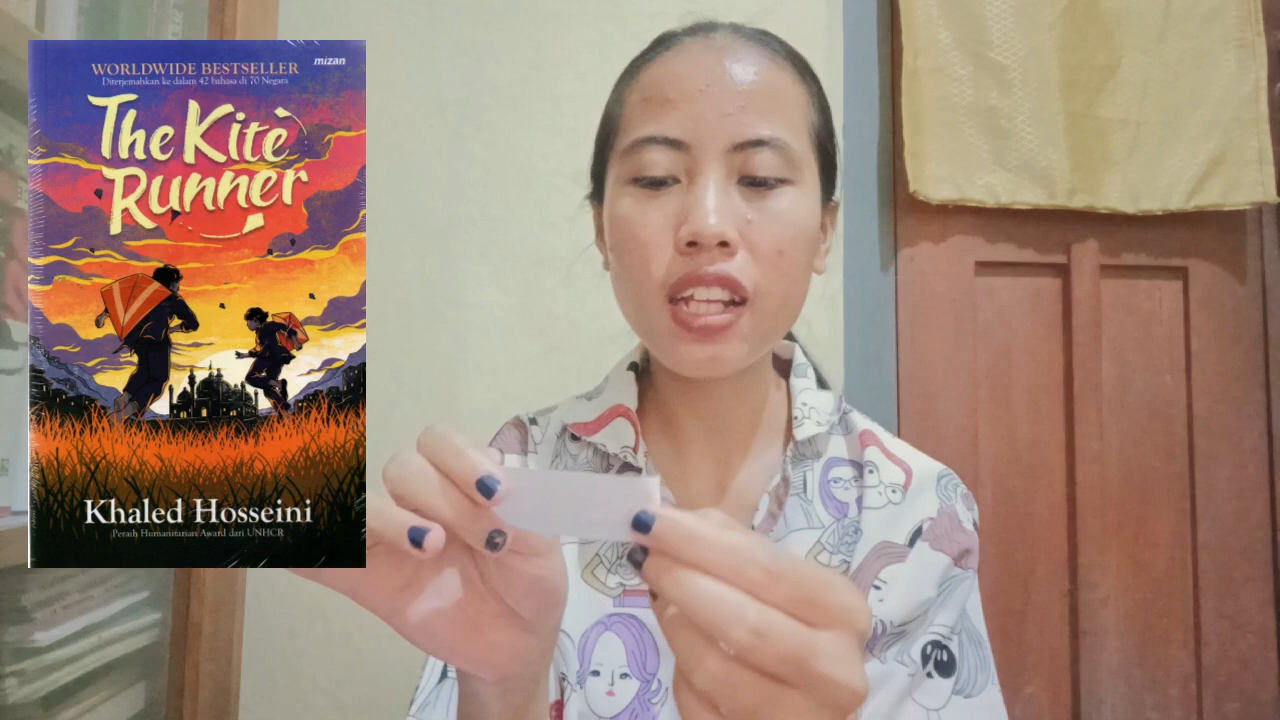 mizan
WORLDWIDE BESTSELLER
Diterjemahkan ke dalam 42 bahasa di 70 Negara
The Kite
Runner
Khaled Hosseini
Peraih Humanitarian Award dari UNHCR